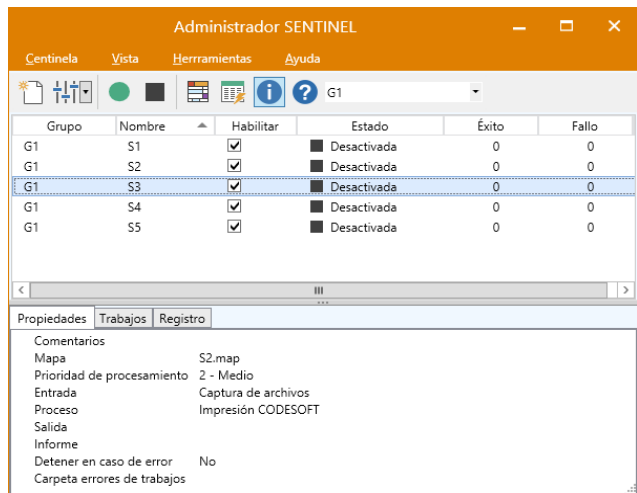 Administrador SENTINEL
Centinela Vista Herrramientas Ayuda
G1
Grupo Nombre Habilitar Estado Éxito Fallo
G1 S1 Desactivada 0 0
G1 S2 Desactivada 0 0
G1 S3 Desactivada 0 0
G1 S4 Desactivada 0 0
G1 S5 Desactivada 0 0
Propiedades Trabajos Registro
Comentarios
Mapa S2.map
Prioridad de procesamiento 2 - Medio
Entrada Captura de archivos
Proceso Impresión CODESOFT
Salida
Informe
Detener en caso de error No
Carpeta errores de trabajos